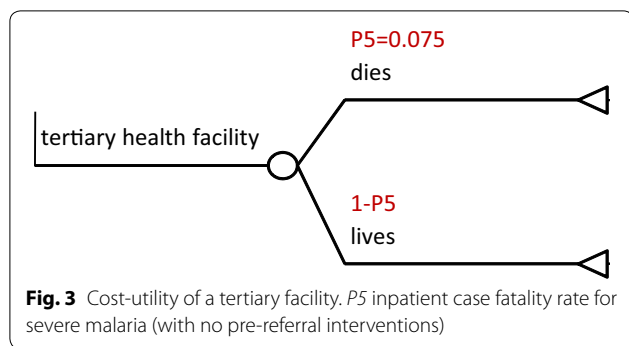 P5=0.075
dies
tertiary health facility
1-P5
lives
Fig. 3 Cost-utility of a tertiary facility. P5 inpatient case fatality rate for
severe malaria (with no pre-referral interventions)